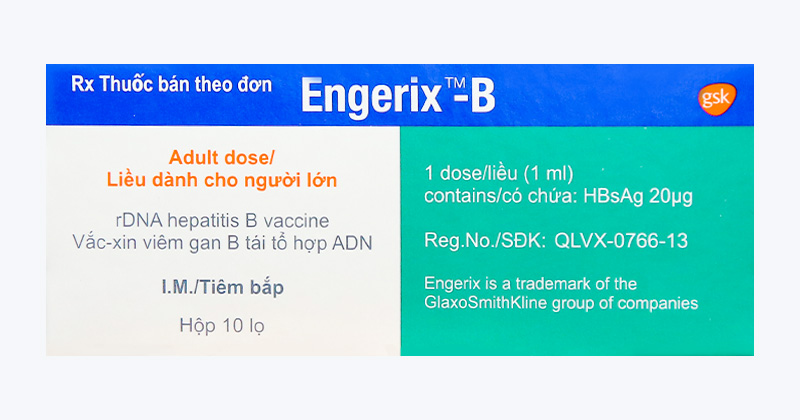 Rx Thuốc bán theo đơn
Engerix™-B
gsk
Adult dose/
Liều dành cho người lớn
rDNA hepatitis B vaccine
Vắc-xin viêm gan B tái tổ hợp ADN
I.M./Tiêm bắp
Hộp 10 lọ
1 dose/liều (1 ml)
contains/có chứa: HBsAg 20µg
Reg.No./SĐK: QLVX-0766-13
Engerix is a trademark of the
GlaxoSmithKline group of companies